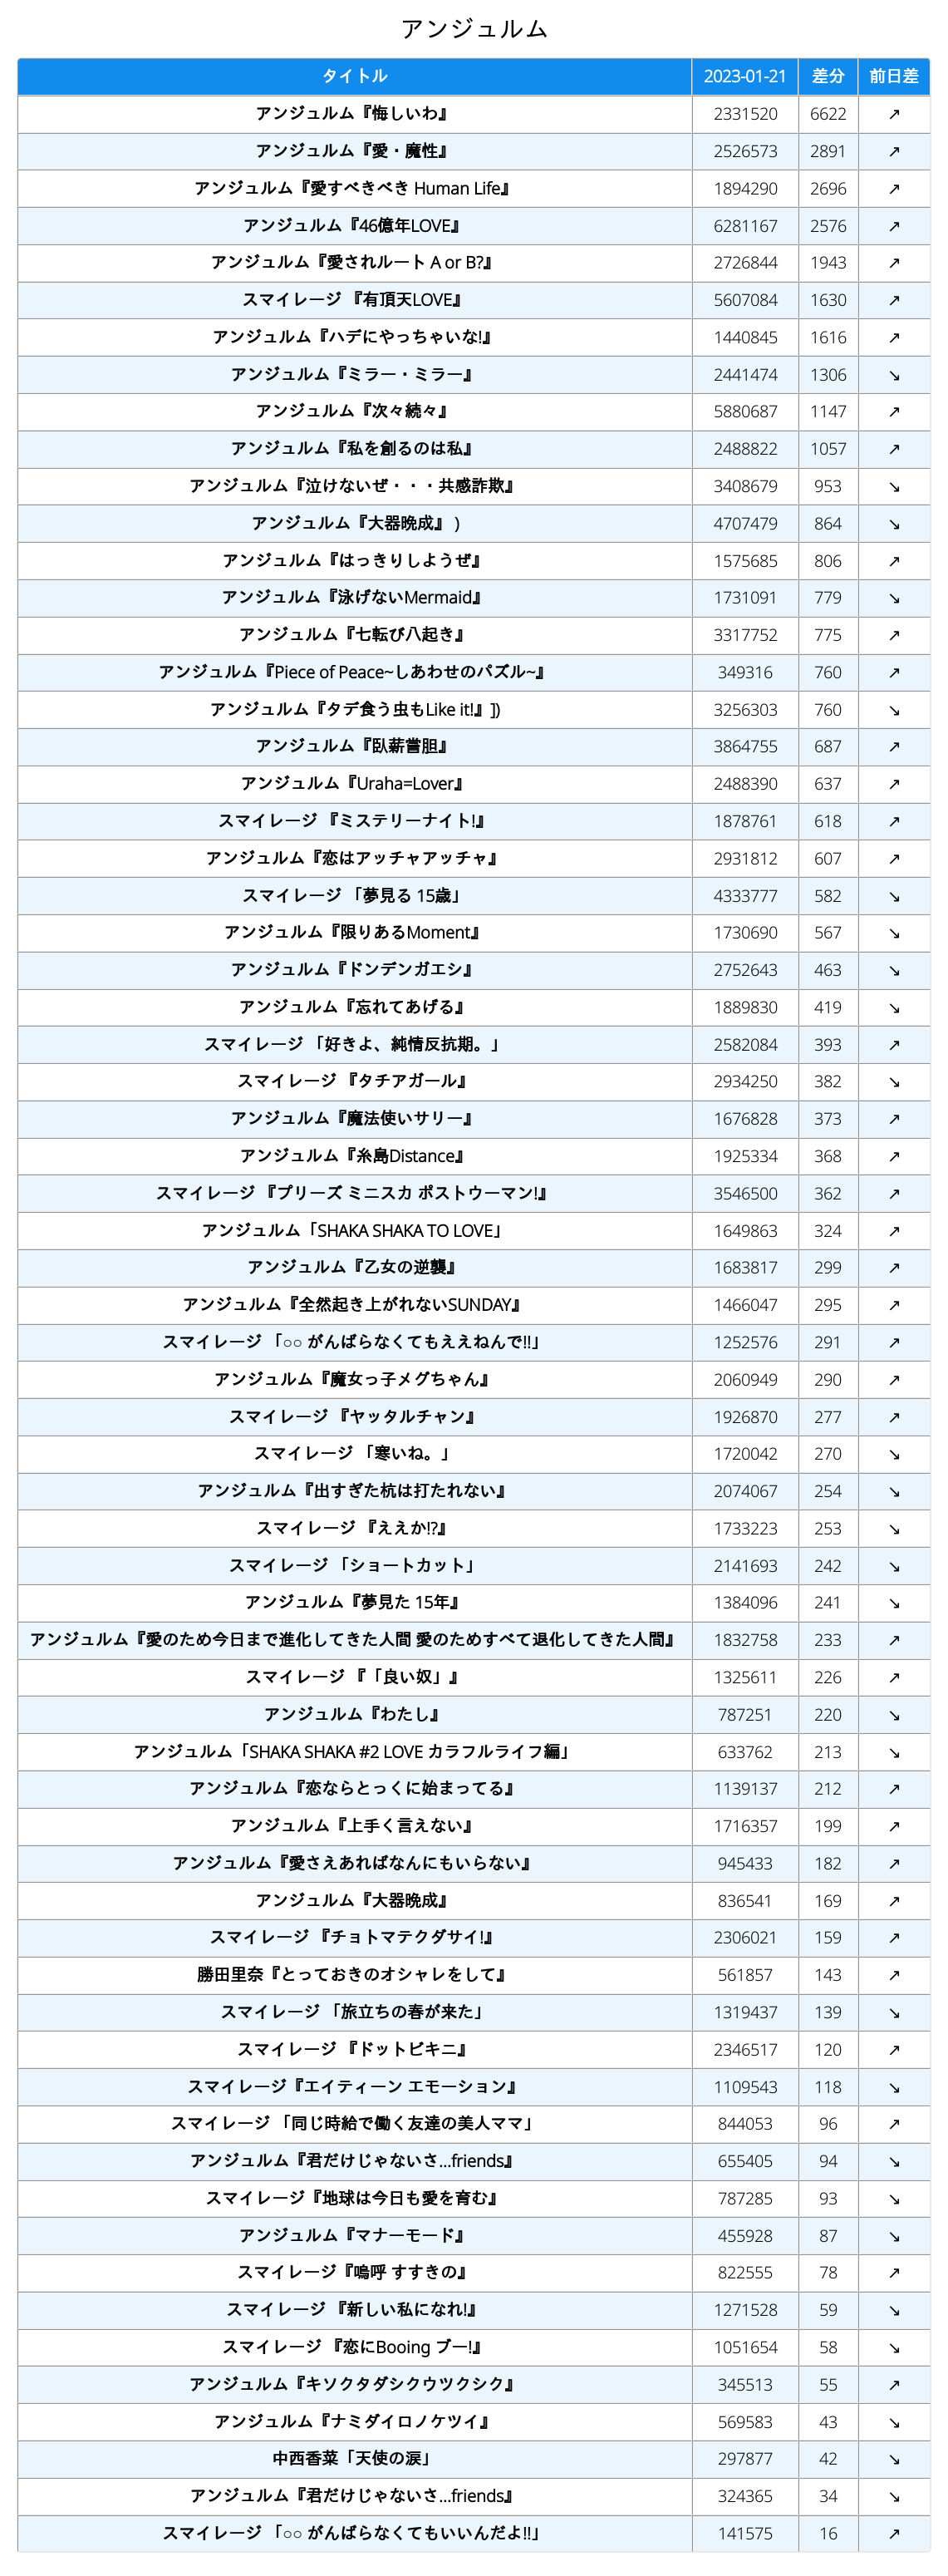 アンジュルム
タイトル 2023-01-21 差分 前日差
アンジュルム『悔しいわ』 2331520 6622 ↗
アンジュルム『愛・魔性』 2526573 2891 ↗
アンジュルム『愛すべきべき Human Life』 1894290 2696 ↗
アンジュルム『46億年LOVE』 6281167 2576 ↗
アンジュルム『愛されルート A or B?』 2726844 1943 ↗
スマイレージ 『有頂天LOVE』 5607084 1630 ↗
アンジュルム『ハデにやっちゃいな!』 1440845 1616 ↗
アンジュルム『ミラー・ミラー』 2441474 1306 ↘
アンジュルム『次々続々』 5880687 1147 ↗
アンジュルム『私を創るのは私』 2488822 1057 ↗
アンジュルム『泣けないぜ・・・共感詐欺』 3408679 953 ↘
アンジュルム『大器晩成』 ) 4707479 864 ↘
アンジュルム『はっきりしようぜ』 1575685 806 ↗
アンジュルム『泳げないMermaid』 1731091 779 ↘
アンジュルム『七転び八起き』 3317752 775 ↗
アンジュルム『Piece of Peace~しあわせのパズル~』 349316 760 ↗
アンジュルム『タデ食う虫もLike it!』]) 3256303 760 ↘
アンジュルム『臥薪嘗胆』 3864755 687 ↗
アンジュルム『Uraha=Lover』 2488390 637 ↗
スマイレージ 『ミステリーナイト!』 1878761 618 ↗
アンジュルム『恋はアッチャアッチャ』 2931812 607 ↗
スマイレージ 「夢見る 15歳」 4333777 582 ↘
アンジュルム『限りあるMoment』 1730690 567 ↘
アンジュルム『ドンデンガエシ』 2752643 463 ↘
アンジュルム『忘れてあげる』 1889830 419 ↘
スマイレージ 「好きよ、純情反抗期。」 2582084 393 ↗
スマイレージ 『タチアガール』 2934250 382 ↘
アンジュルム『魔法使いサリー』 1676828 373 ↗
アンジュルム『糸島Distance』 1925334 368 ↗
スマイレージ 『プリーズ ミニスカ ポストウーマン!』 3546500 362 ↗
アンジュルム「SHAKA SHAKA TO LOVE」 1649863 324 ↗
アンジュルム『乙女の逆襲』 1683817 299 ↗
アンジュルム『全然起き上がれないSUNDAY』 1466047 295 ↗
スマイレージ 「○○ がんばらなくてもええねんで!!」 1252576 291 ↗
アンジュルム『魔女っ子メグちゃん』 2060949 290 ↗
スマイレージ 『ヤッタルチャン』 1926870 277 ↗
スマイレージ 「寒いね。」 1720042 270 ↘
アンジュルム『出すぎた杭は打たれない』 2074067 254 ↘
スマイレージ 『ええか!?』 1733223 253 ↘
スマイレージ 「ショートカット」 2141693 242 ↘
アンジュルム『夢見た 15年』 1384096 241 ↘
アンジュルム『愛のため今日まで進化してきた人間 愛のためすべて退化してきた人間』 1832758 233 ↗
スマイレージ 『「良い奴」』 1325611 226 ↗
アンジュルム『わたし』 787251 220 ↘
アンジュルム「SHAKA SHAKA #2 LOVE カラフルライフ編」 633762 213 ↘
アンジュルム『恋ならとっくに始まってる』 1139137 212 ↗
アンジュルム『上手く言えない』 1716357 199 ↗
アンジュルム『愛さえあればなんにもいらない』 945433 182 ↗
アンジュルム『大器晩成』 836541 169 ↗
スマイレージ 『チョトマテクダサイ!』 2306021 159 ↗
勝田里奈『とっておきのオシャレをして』 561857 143 ↗
スマイレージ 「旅立ちの春が来た」 1319437 139 ↘
スマイレージ 『ドットビキニ』 2346517 120 ↗
スマイレージ『エイティーン エモーション』 1109543 118 ↘
スマイレージ 「同じ時給で働く友達の美人ママ」 844053 96 ↗
アンジュルム『君だけじゃないさ...friends』 655405 94 ↘
スマイレージ『地球は今日も愛を育む』 787285 93 ↘
アンジュルム『マナーモード』 455928 87 ↘
スマイレージ『嗚呼 すすきの』 822555 78 ↗
スマイレージ 『新しい私になれ!』 1271528 59 ↘
スマイレージ 『恋にBooing ブー!』 1051654 58 ↘
アンジュルム『キソクタダシクウツクシク』 345513 55 ↗
アンジュルム『ナミダイロノケツイ』 569583 43 ↘
中西香菜「天使の涙」 297877 42 ↘
アンジュルム『君だけじゃないさ...friends』 324365 34 ↘
スマイレージ 「○○ がんばらなくてもいいんだよ!!」 141575 16 ↗